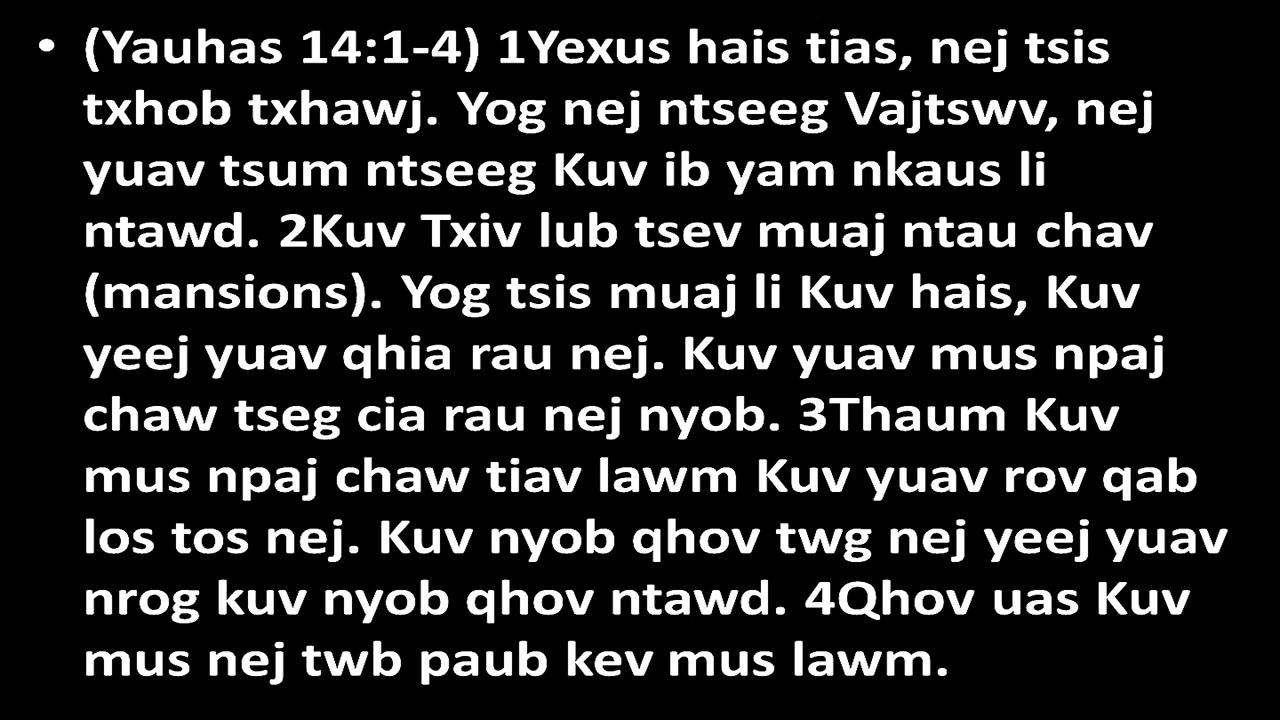 • (Yauhas 14:1-4) 1Yexus hais tias, nej tsis
txhob txhawj. Yog nej ntseeg Vajtswv, nej
yuav tsum ntseeg Kuv ib yam nkaus li
ntawd. 2Kuv Txiv lub tsev muaj ntau chav
(mansions). Yog tsis muaj li Kuv hais, Kuv
yeej yuav qhia rau nej. Kuv yuav mus npaj
chaw tseg cia rau nej nyob. 3Thaum Kuv
mus npaj chaw tiav lawm Kuv yuav rov qab
los tos nej. Kuv nyob qhov twg nej yeej yuav
nrog kuv nyob qhov ntawd. 4Qhov uas Kuv
mus nej twb paub kev mus lawm.